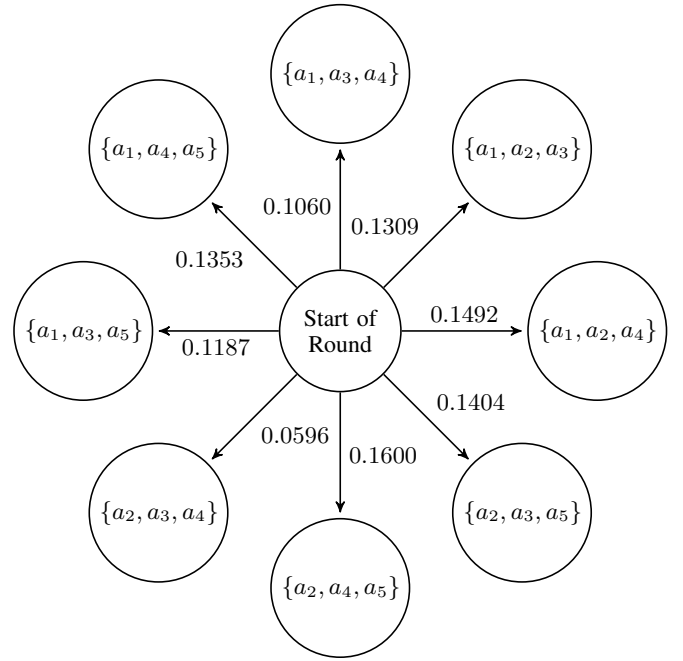 {a₁, a₃, a₄}
{a₁, a₄, a₅}
{a₁, a₂, a₃}
0.1060
0.1309
0.1353
{a₁, a₃, a₅}
Start of
Round
0.1492
{a₁, a₂, a₄}
0.1187
0.1404
0.0596
0.1600
{a₂, a₃, a₄}
{a₂, a₃, a₅}
{a₂, a₄, a₅}